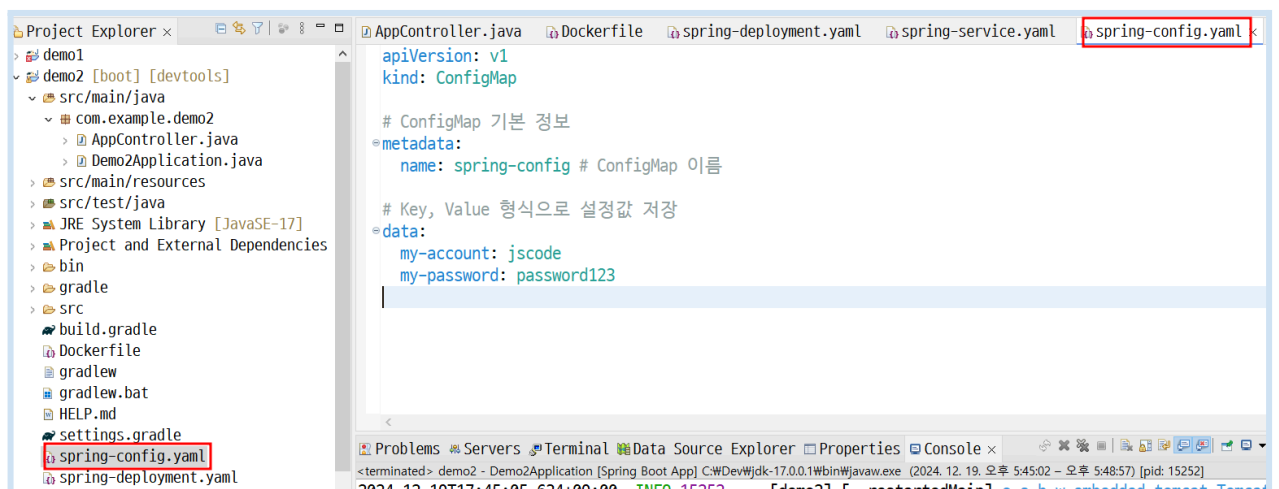 Project Explorer ×
demo1
demo2 [boot] [devtools]
src/main/java
com.example.demo2
AppController.java
Demo2Application.java
src/main/resources
src/test/java
JRE System Library [JavaSE-17]
Project and External Dependencies
bin
gradle
src
build.gradle
Dockerfile
gradlew
gradlew.bat
HELP.md
settings.gradle
spring-config.yaml
spring-deployment.yaml
AppController.java Dockerfile spring-deployment.yaml spring-service.yaml spring-config.yaml ×
apiVersion: v1
kind: ConfigMap
# ConfigMap 기본 정보
metadata:
name: spring-config # ConfigMap 이름
# Key, Value 형식으로 설정값 저장
data:
my-account: jscode
my-password: password123
Problems Servers Terminal Data Source Explorer Properties Console ×
<terminated> demo2 - Demo2Application [Spring Boot App] C:₩Dev₩jdk-17.0.0.1₩bin₩javaw.exe (2024. 12. 19. 오후 5:45:02 – 오후 5:48:57) [pid: 15252]